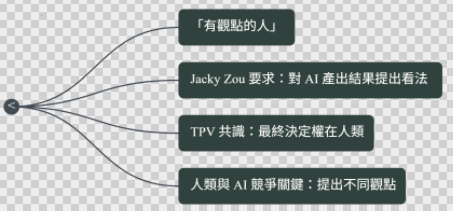 <
「有觀點的人」
Jacky Zou 要求：對 AI 產出結果提出看法
TPV 共識：最終決定權在人類
人類與 AI 競爭關鍵：提出不同觀點